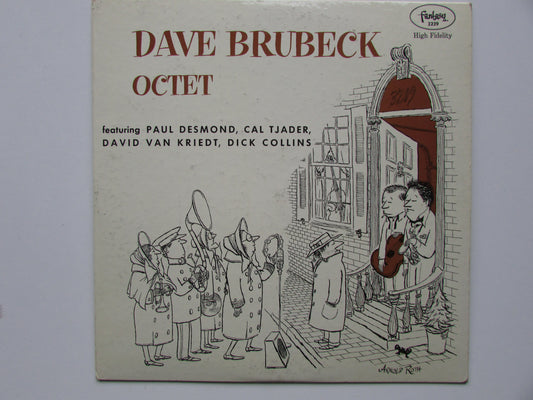 Fantasy
3239
High Fidelity
DAVE BRUBECK
OCTET
featuring PAUL DESMOND, CAL TJADER,
DAVID VAN KRIEDT, DICK COLLINS
3239
ARNOLD ROTH